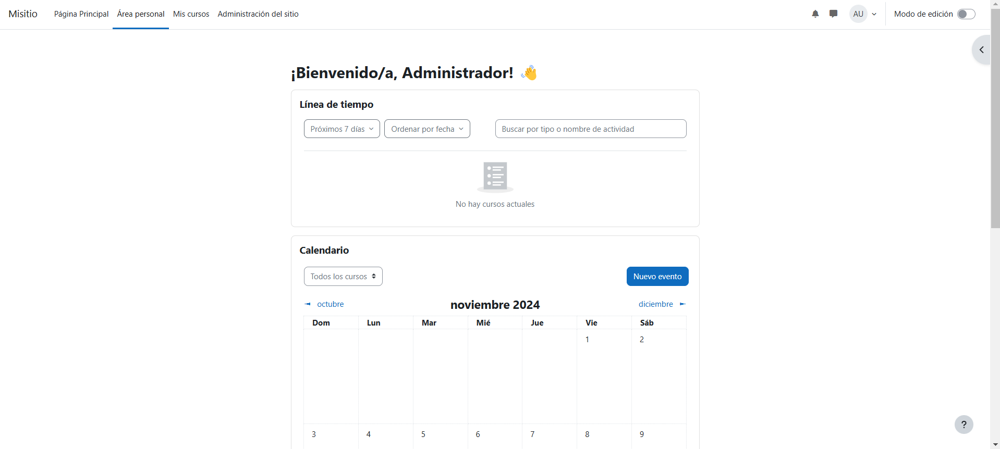 Misitio Página Principal Área personal Mis cursos Administración del sitio AU Modo de edición
¡Bienvenido/a, Administrador!
Línea de tiempo
Próximos 7 días Ordenar por fecha Buscar por tipo o nombre de actividad
No hay cursos actuales
Calendario
Todos los cursos Nuevo evento
octubre noviembre 2024 diciembre
Dom Lun Mar Mié Jue Vie Sáb
1 2
3 4 5 6 7 8 9
?